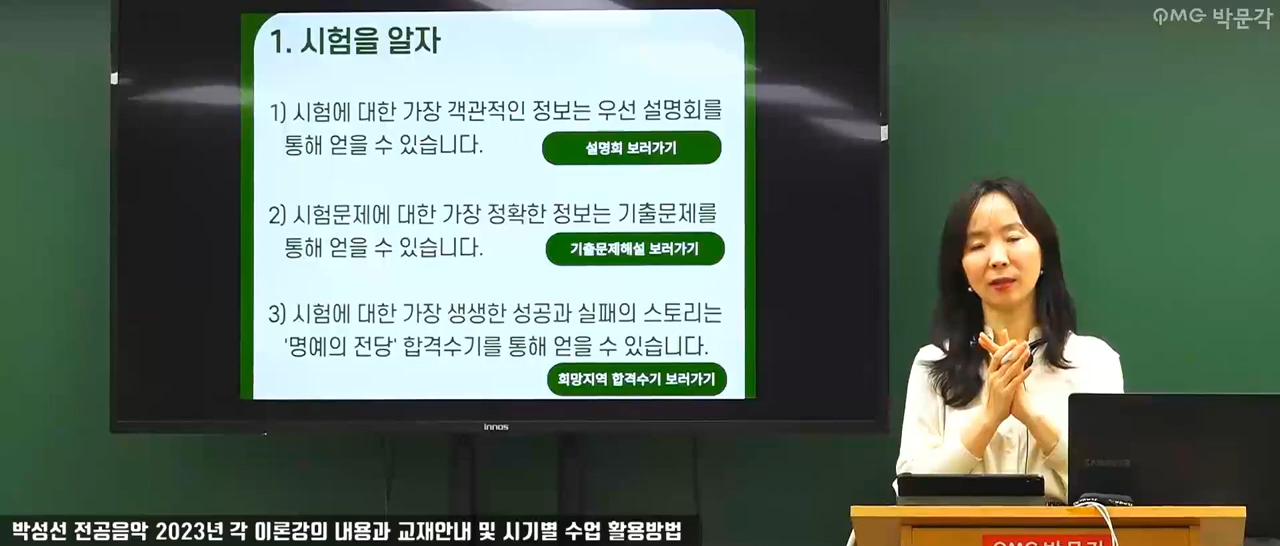 PMG 박문각
1. 시험을 알자
1) 시험에 대한 가장 객관적인 정보는 우선 설명회를
통해 얻을 수 있습니다.
설명회 보러가기
2) 시험문제에 대한 가장 정확한 정보는 기출문제를
통해 얻을 수 있습니다.
기출문제해설 보러가기
3) 시험에 대한 가장 생생한 성공과 실패의 스토리는
'명예의 전당' 합격수기를 통해 얻을 수 있습니다.
희망지역 합격수기 보러가기
innos
SAMSUNG
PMG 박문각
박성선 전공음악 2023년 각 이론강의 내용과 교재안내 및 시기별 수업 활용방법